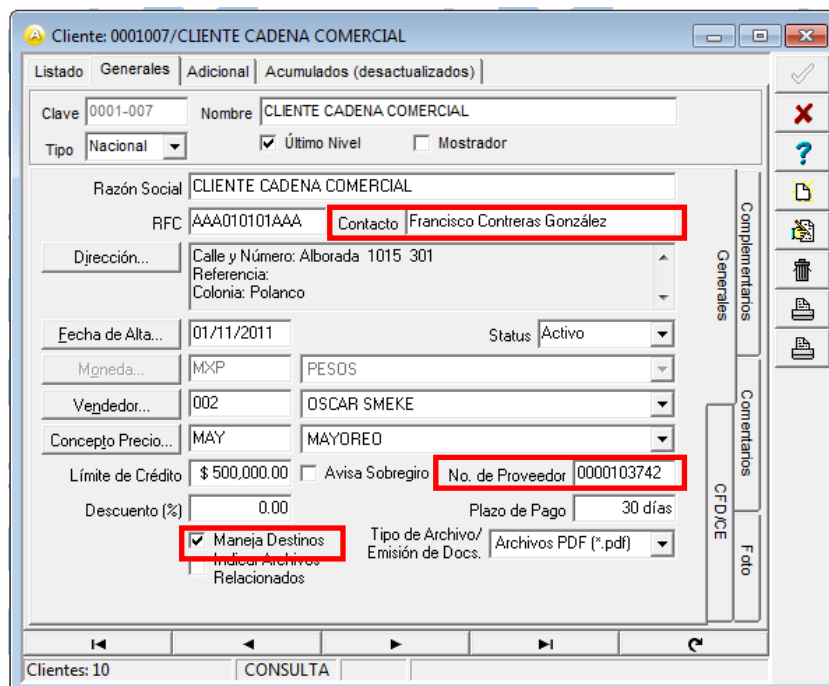 Cliente: 0001007/CLIENTE CADENA COMERCIAL
Listado Generales Adicional Acumulados (desactualizados)
Clave 0001-007 Nombre CLIENTE CADENA COMERCIAL
Tipo Nacional Último Nivel Mostrador
Razón Social CLIENTE CADENA COMERCIAL
RFC AAA010101AAA Contacto Francisco Contreras González
Dirección... Calle y Número: Alborada 1015 301
Referencia:
Colonia: Polanco
Fecha de Alta... 01/11/2011 Status Activo
Moneda... MXP PESOS
Vendedor... 002 OSCAR SMEKE
Concepto Precio... MAY MAYOREO
Límite de Crédito $ 500,000.00 Avisa Sobregiro No. de Proveedor 0000103742
Descuento (%) 0.00 Plazo de Pago 30 días
Maneja Destinos Tipo de Archivo/
Emisión de Docs. Archivos PDF (*.pdf)
Indicar Archivos
Relacionados
Generales
Complementarios
Comentarios
CFD/CE
Foto
Clientes: 10 CONSULTA